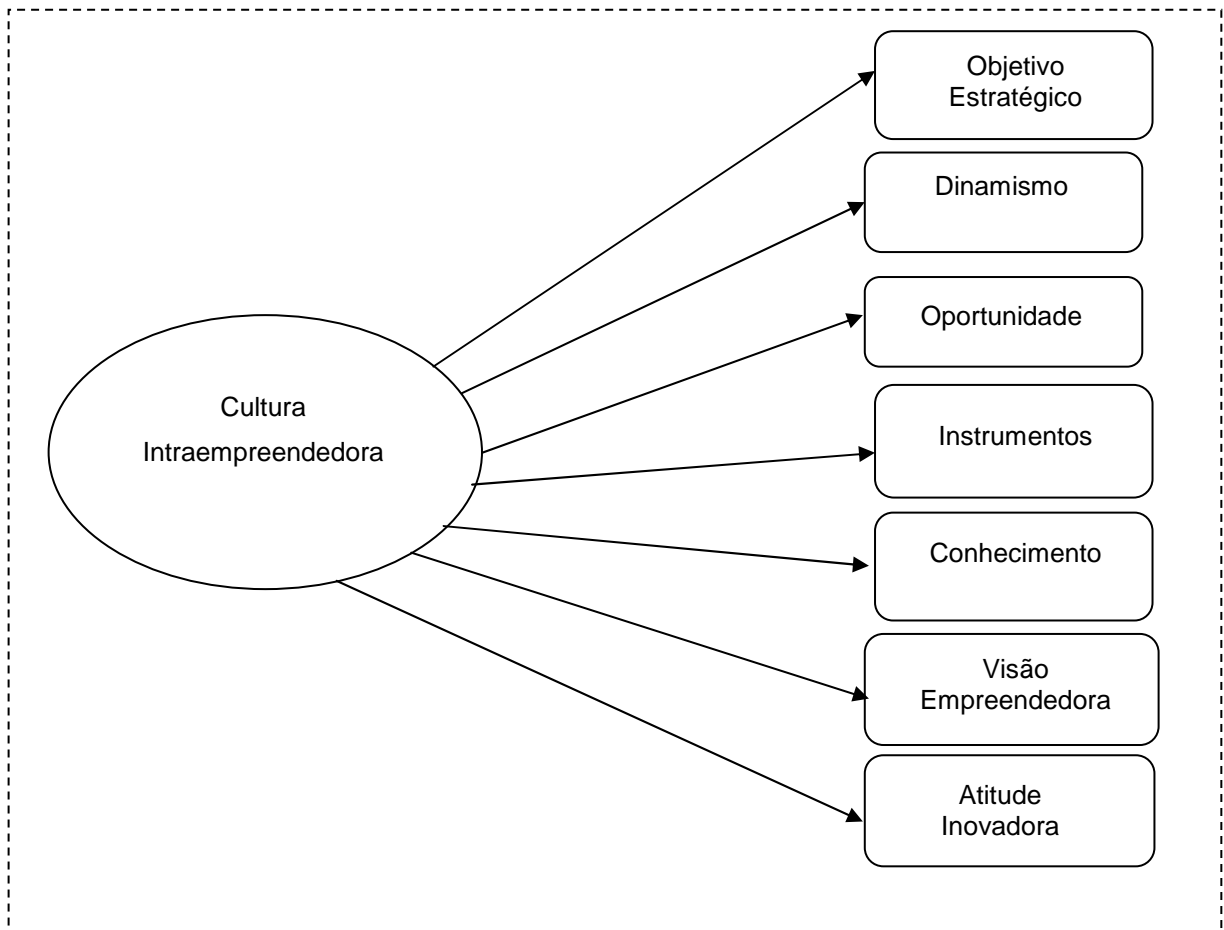 Cultura
Intraempreendedora
Objetivo
Estratégico
Dinamismo
Oportunidade
Instrumentos
Conhecimento
Visão
Empreendedora
Atitude
Inovadora